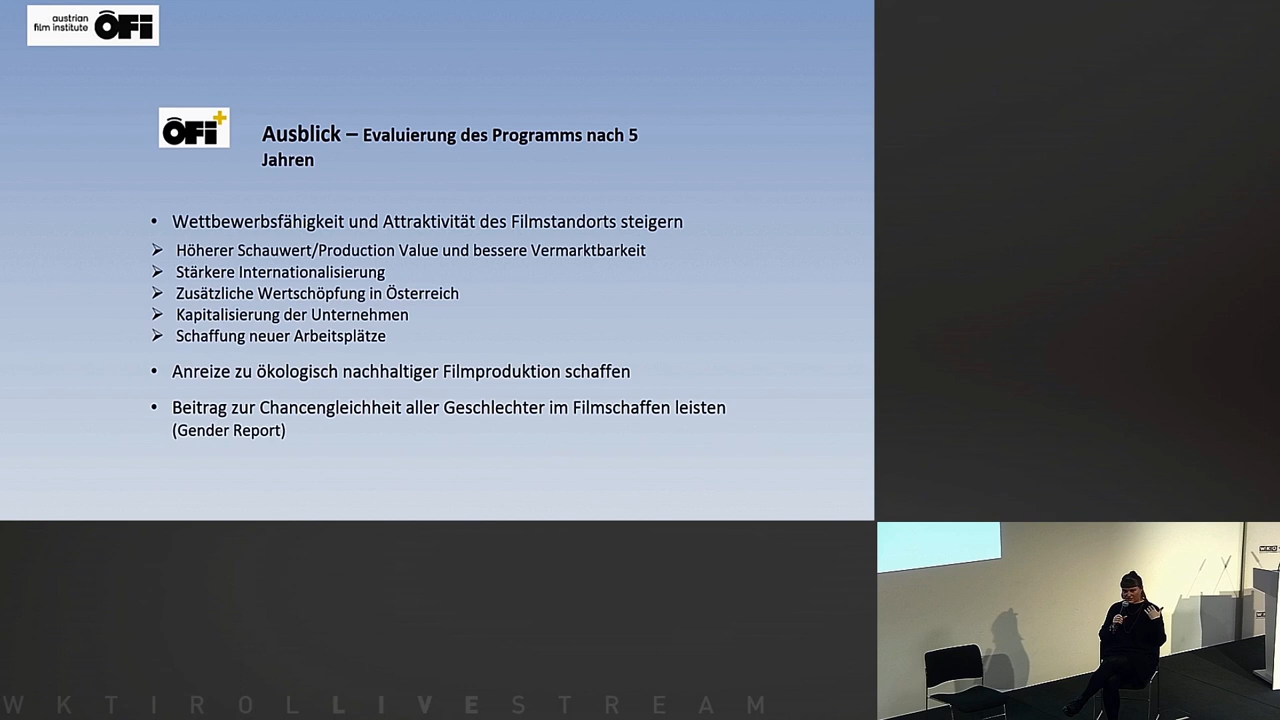 austrian
film institute ÖFi
ÖFi+
Ausblick – Evaluierung des Programms nach 5
Jahren
• Wettbewerbsfähigkeit und Attraktivität des Filmstandorts steigern
➢ Höherer Schauwert/Production Value und bessere Vermarktbarkeit
➢ Stärkere Internationalisierung
➢ Zusätzliche Wertschöpfung in Österreich
➢ Kapitalisierung der Unternehmen
➢ Schaffung neuer Arbeitsplätze
• Anreize zu ökologisch nachhaltiger Filmproduktion schaffen
• Beitrag zur Chancengleichheit aller Geschlechter im Filmschaffen leisten
(Gender Report)
WKTIROLLIVESTREAM